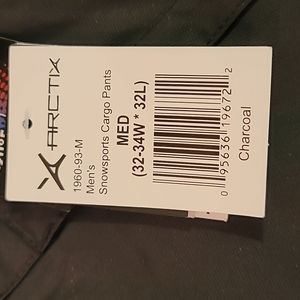 ARCTIX
1960-93-M
Men's
Snowsports Cargo Pants
MED
(32-34W * 32L)
0 95636 19672 2
Charcoal